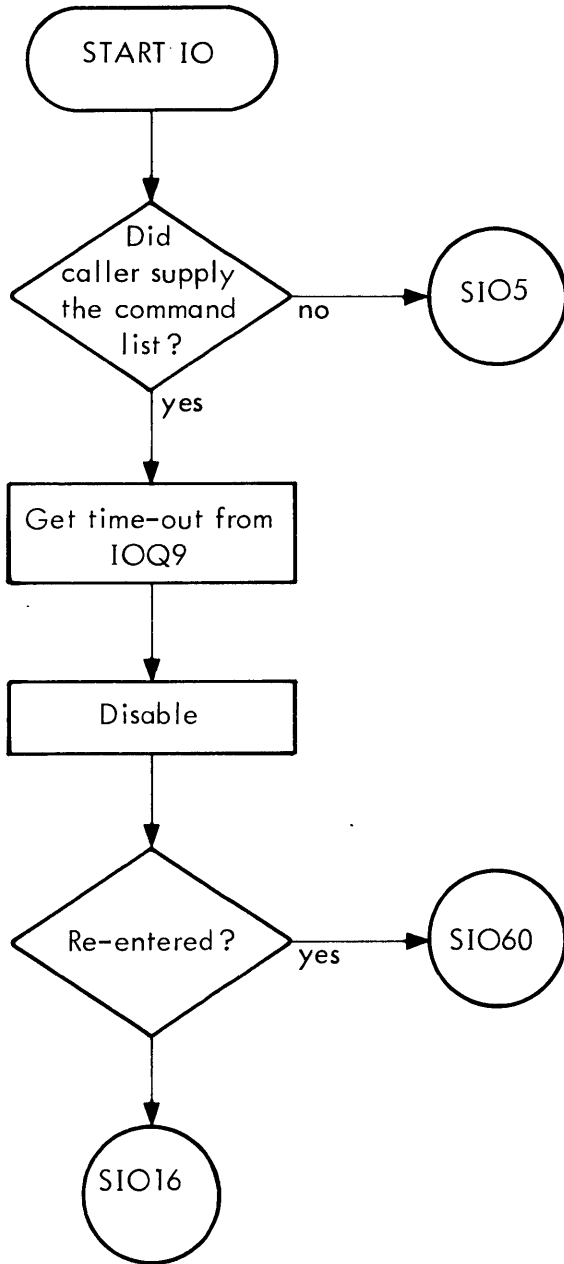 START IO
Did
caller supply
the command
list?
no
SIO5
yes
Get time-out from
IOQ9
Disable
Re-entered?
yes
SIO60
SIO16